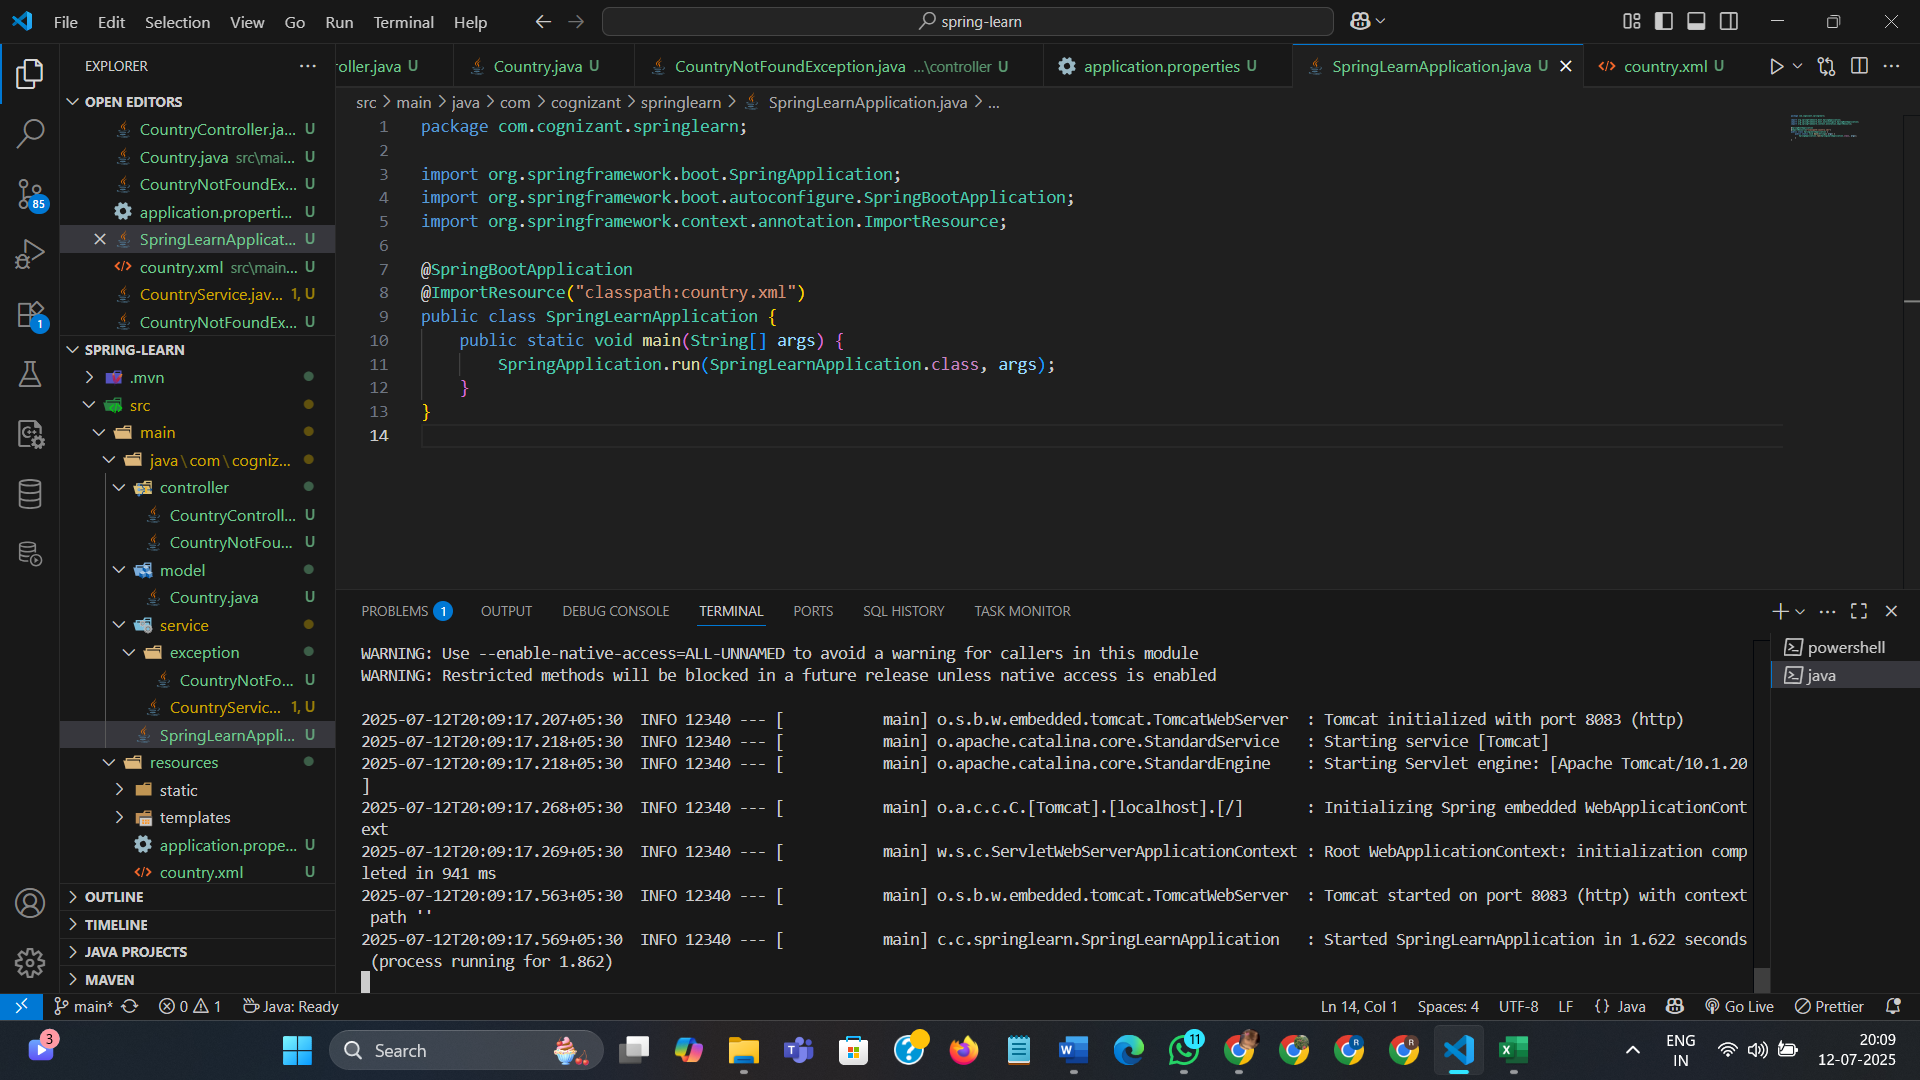 File Edit Selection View Go Run Terminal Help
spring-learn
EXPLORER
OPEN EDITORS
CountryController.ja... U
Country.java src\mai... U
CountryNotFoundEx... U
application.properti... U
SpringLearnApplicat... U
country.xml src\main... U
CountryService.jav... 1, U
CountryNotFoundEx... U
SPRING-LEARN
.mvn
src
main
java\com\cogniz...
controller
CountryControll... U
CountryNotFou... U
model
Country.java U
service
exception
CountryNotFo... U
CountryServic... 1, U
SpringLearnAppli... U
resources
static
templates
application.prope... U
country.xml U
OUTLINE
TIMELINE
JAVA PROJECTS
MAVEN
85
1
roller.java U
Country.java U
CountryNotFoundException.java ...\controller U
application.properties U
SpringLearnApplication.java U
country.xml U
src > main > java > com > cognizant > springlearn > SpringLearnApplication.java > ...
1 package com.cognizant.springlearn;
2
3 import org.springframework.boot.SpringApplication;
4 import org.springframework.boot.autoconfigure.SpringBootApplication;
5 import org.springframework.context.annotation.ImportResource;
6
7 @SpringBootApplication
8 @ImportResource("classpath:country.xml")
9 public class SpringLearnApplication {
10 public static void main(String[] args) {
11 SpringApplication.run(SpringLearnApplication.class, args);
12 }
13 }
14
PROBLEMS 1 OUTPUT DEBUG CONSOLE TERMINAL PORTS SQL HISTORY TASK MONITOR
powershell
java
WARNING: Use --enable-native-access=ALL-UNNAMED to avoid a warning for callers in this module
WARNING: Restricted methods will be blocked in a future release unless native access is enabled
2025-07-12T20:09:17.207+05:30  INFO 12340 --- [           main] o.s.b.w.embedded.tomcat.TomcatWebServer  : Tomcat initialized with port 8083 (http)
2025-07-12T20:09:17.218+05:30  INFO 12340 --- [           main] o.apache.catalina.core.StandardService   : Starting service [Tomcat]
2025-07-12T20:09:17.218+05:30  INFO 12340 --- [           main] o.apache.catalina.core.StandardEngine    : Starting Servlet engine: [Apache Tomcat/10.1.20
]
2025-07-12T20:09:17.268+05:30  INFO 12340 --- [           main] o.a.c.c.C.[Tomcat].[localhost].[/]       : Initializing Spring embedded WebApplicationCont
ext
2025-07-12T20:09:17.269+05:30  INFO 12340 --- [           main] w.s.c.ServletWebServerApplicationContext : Root WebApplicationContext: initialization comp
leted in 941 ms
2025-07-12T20:09:17.563+05:30  INFO 12340 --- [           main] o.s.b.w.embedded.tomcat.TomcatWebServer  : Tomcat started on port 8083 (http) with context
path ''
2025-07-12T20:09:17.569+05:30  INFO 12340 --- [           main] c.c.springlearn.SpringLearnApplication   : Started SpringLearnApplication in 1.622 seconds
(process running for 1.862)
main* 0 1 Java: Ready
Ln 14, Col 1 Spaces: 4 UTF-8 LF {} Java Go Live Prettier
3
Search
11
ENG
IN
20:09
12-07-2025